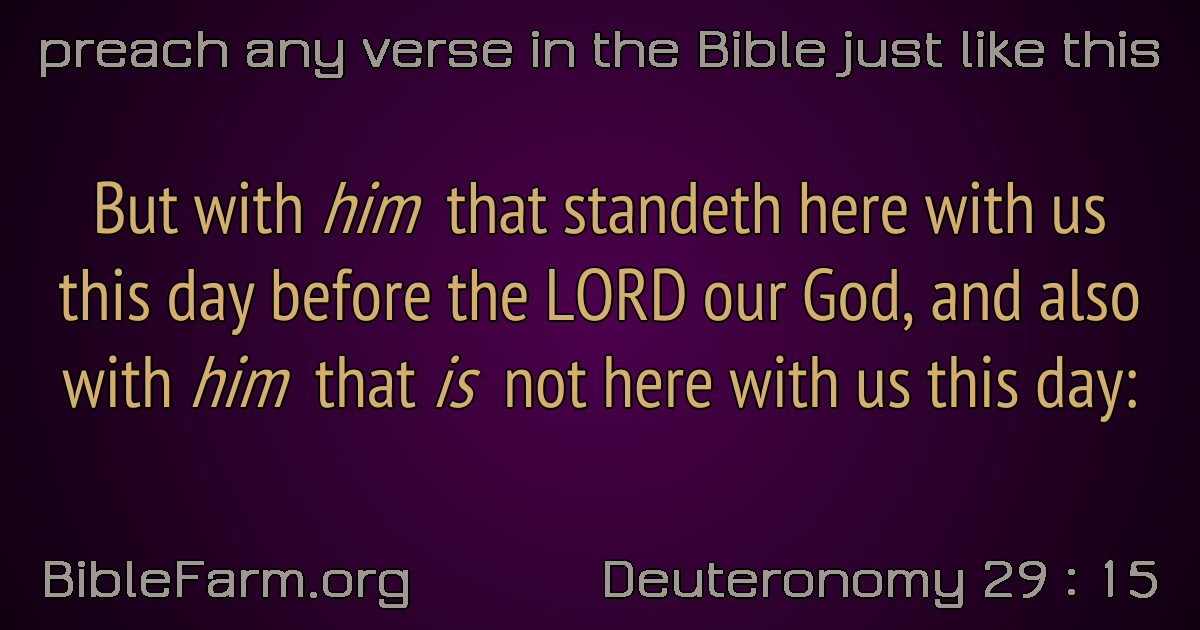 preach any verse in the Bible just like this
But with him that standeth here with us
this day before the LORD our God, and also
with him that is not here with us this day:
BibleFarm.org
Deuteronomy 29 : 15